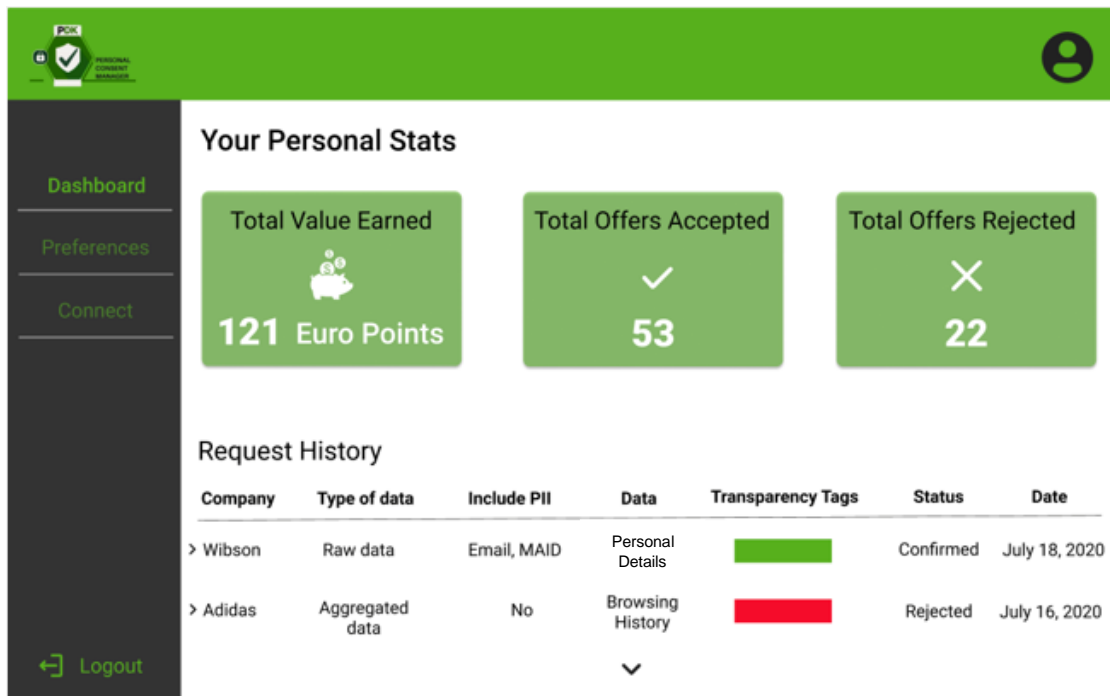 PDK
PERSONAL
CONSENT
MANAGER
Your Personal Stats
Dashboard
Preferences
Connect
Logout
Total Value Earned
121 Euro Points
Total Offers Accepted
53
Total Offers Rejected
22
Request History
Company Type of data Include PII Data Transparency Tags Status Date
Wibson Raw data Email, MAID Personal Details Confirmed July 18, 2020
Adidas Aggregated data No Browsing History Rejected July 16, 2020